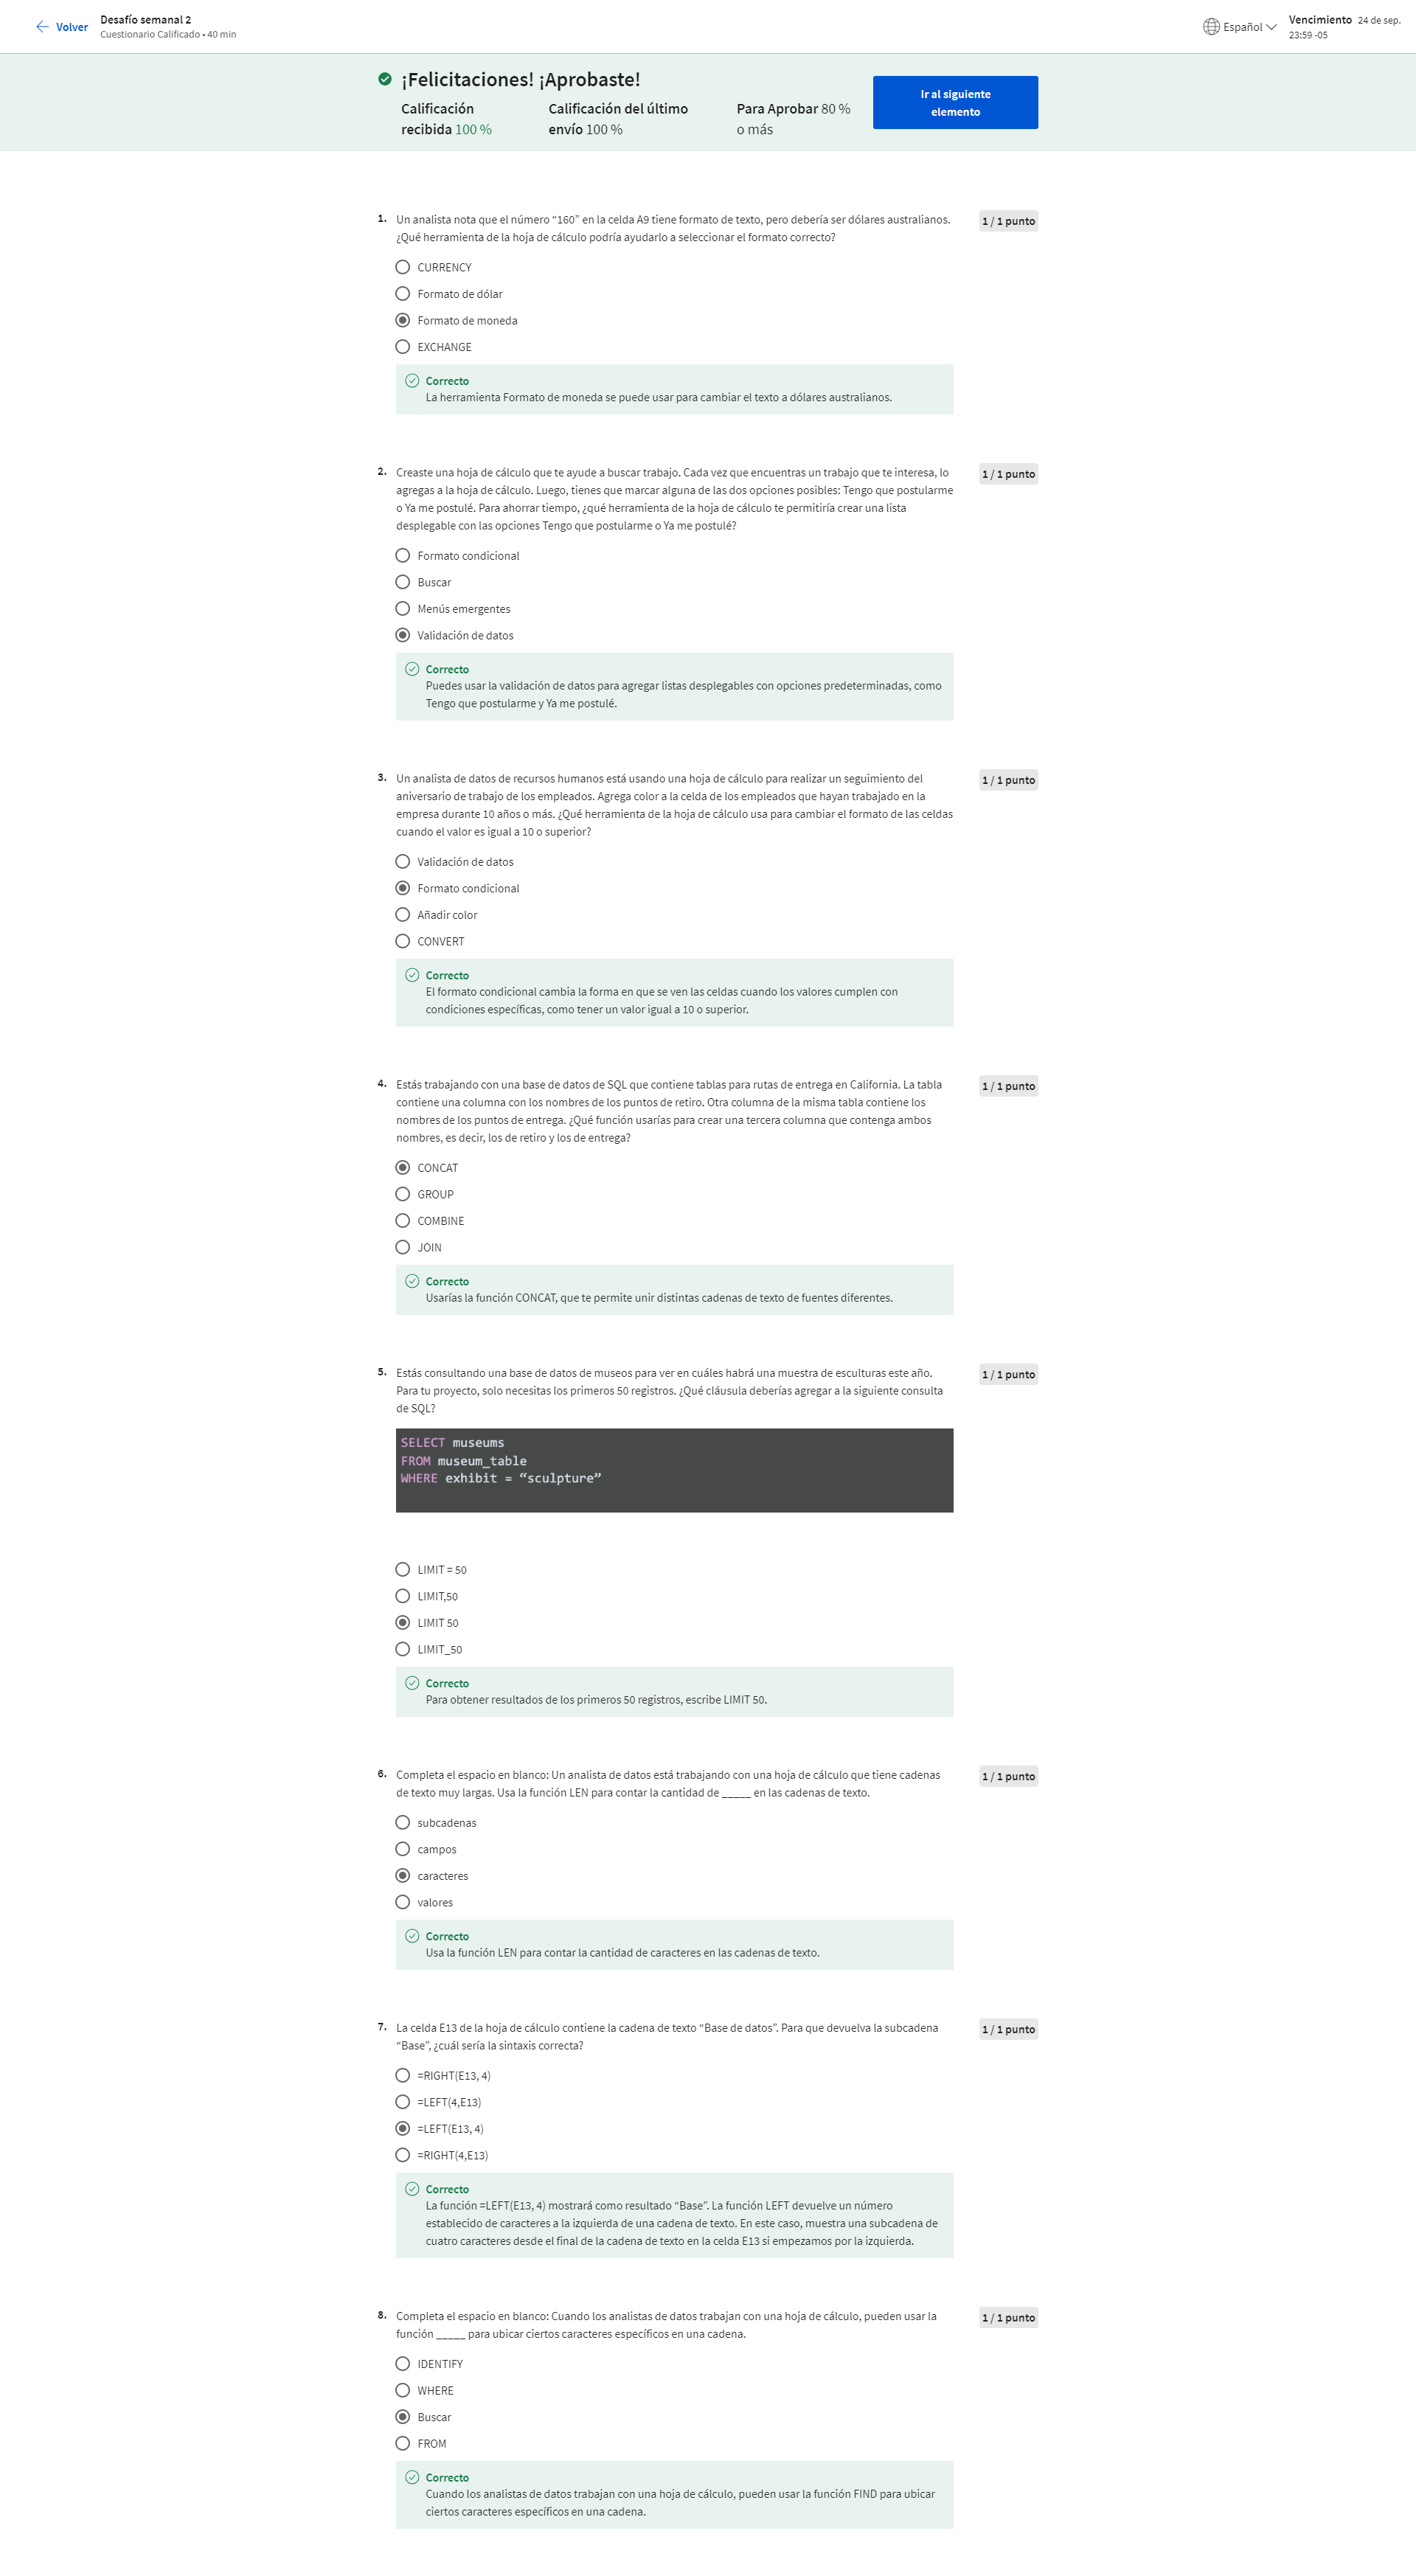 Volver
Desafío semanal 2
Cuestionario Calificado • 40 min
Español
Vencimiento 24 de sep.
23:59 -05
¡Felicitaciones! ¡Aprobaste!
Calificación
recibida 100 %
Calificación del último
envío 100 %
Para Aprobar 80 %
o más
Ir al siguiente
elemento
1. Un analista nota que el número “160” en la celda A9 tiene formato de texto, pero debería ser dólares australianos.
¿Qué herramienta de la hoja de cálculo podría ayudarlo a seleccionar el formato correcto?
1 / 1 punto
CURRENCY
Formato de dólar
Formato de moneda
EXCHANGE
Correcto
La herramienta Formato de moneda se puede usar para cambiar el texto a dólares australianos.
2. Creaste una hoja de cálculo que te ayude a buscar trabajo. Cada vez que encuentras un trabajo que te interesa, lo
agregas a la hoja de cálculo. Luego, tienes que marcar alguna de las dos opciones posibles: Tengo que postularme
o Ya me postulé. Para ahorrar tiempo, ¿qué herramienta de la hoja de cálculo te permitiría crear una lista
desplegable con las opciones Tengo que postularme o Ya me postulé?
1 / 1 punto
Formato condicional
Buscar
Menús emergentes
Validación de datos
Correcto
Puedes usar la validación de datos para agregar listas desplegables con opciones predeterminadas, como
Tengo que postularme y Ya me postulé.
3. Un analista de datos de recursos humanos está usando una hoja de cálculo para realizar un seguimiento del
aniversario de trabajo de los empleados. Agrega color a la celda de los empleados que hayan trabajado en la
empresa durante 10 años o más. ¿Qué herramienta de la hoja de cálculo usa para cambiar el formato de las celdas
cuando el valor es igual a 10 o superior?
1 / 1 punto
Validación de datos
Formato condicional
Añadir color
CONVERT
Correcto
El formato condicional cambia la forma en que se ven las celdas cuando los valores cumplen con
condiciones específicas, como tener un valor igual a 10 o superior.
4. Estás trabajando con una base de datos de SQL que contiene tablas para rutas de entrega en California. La tabla
contiene una columna con los nombres de los puntos de retiro. Otra columna de la misma tabla contiene los
nombres de los puntos de entrega. ¿Qué función usarías para crear una tercera columna que contenga ambos
nombres, es decir, los de retiro y los de entrega?
1 / 1 punto
CONCAT
GROUP
COMBINE
JOIN
Correcto
Usarías la función CONCAT, que te permite unir distintas cadenas de texto de fuentes diferentes.
5. Estás consultando una base de datos de museos para ver en cuáles habrá una muestra de esculturas este año.
Para tu proyecto, solo necesitas los primeros 50 registros. ¿Qué cláusula deberías agregar a la siguiente consulta
de SQL?
1 / 1 punto
SELECT museums
FROM museum_table
WHERE exhibit = “sculpture”
LIMIT = 50
LIMIT,50
LIMIT 50
LIMIT_50
Correcto
Para obtener resultados de los primeros 50 registros, escribe LIMIT 50.
6. Completa el espacio en blanco: Un analista de datos está trabajando con una hoja de cálculo que tiene cadenas
de texto muy largas. Usa la función LEN para contar la cantidad de _____ en las cadenas de texto.
1 / 1 punto
subcadenas
campos
caracteres
valores
Correcto
Usa la función LEN para contar la cantidad de caracteres en las cadenas de texto.
7. La celda E13 de la hoja de cálculo contiene la cadena de texto “Base de datos”. Para que devuelva la subcadena
“Base”, ¿cuál sería la sintaxis correcta?
1 / 1 punto
=RIGHT(E13, 4)
=LEFT(4,E13)
=LEFT(E13, 4)
=RIGHT(4,E13)
Correcto
La función =LEFT(E13, 4) mostrará como resultado “Base”. La función LEFT devuelve un número
establecido de caracteres a la izquierda de una cadena de texto. En este caso, muestra una subcadena de
cuatro caracteres desde el final de la cadena de texto en la celda E13 si empezamos por la izquierda.
8. Completa el espacio en blanco: Cuando los analistas de datos trabajan con una hoja de cálculo, pueden usar la
función _____ para ubicar ciertos caracteres específicos en una cadena.
1 / 1 punto
IDENTIFY
WHERE
Buscar
FROM
Correcto
Cuando los analistas de datos trabajan con una hoja de cálculo, pueden usar la función FIND para ubicar
ciertos caracteres específicos en una cadena.